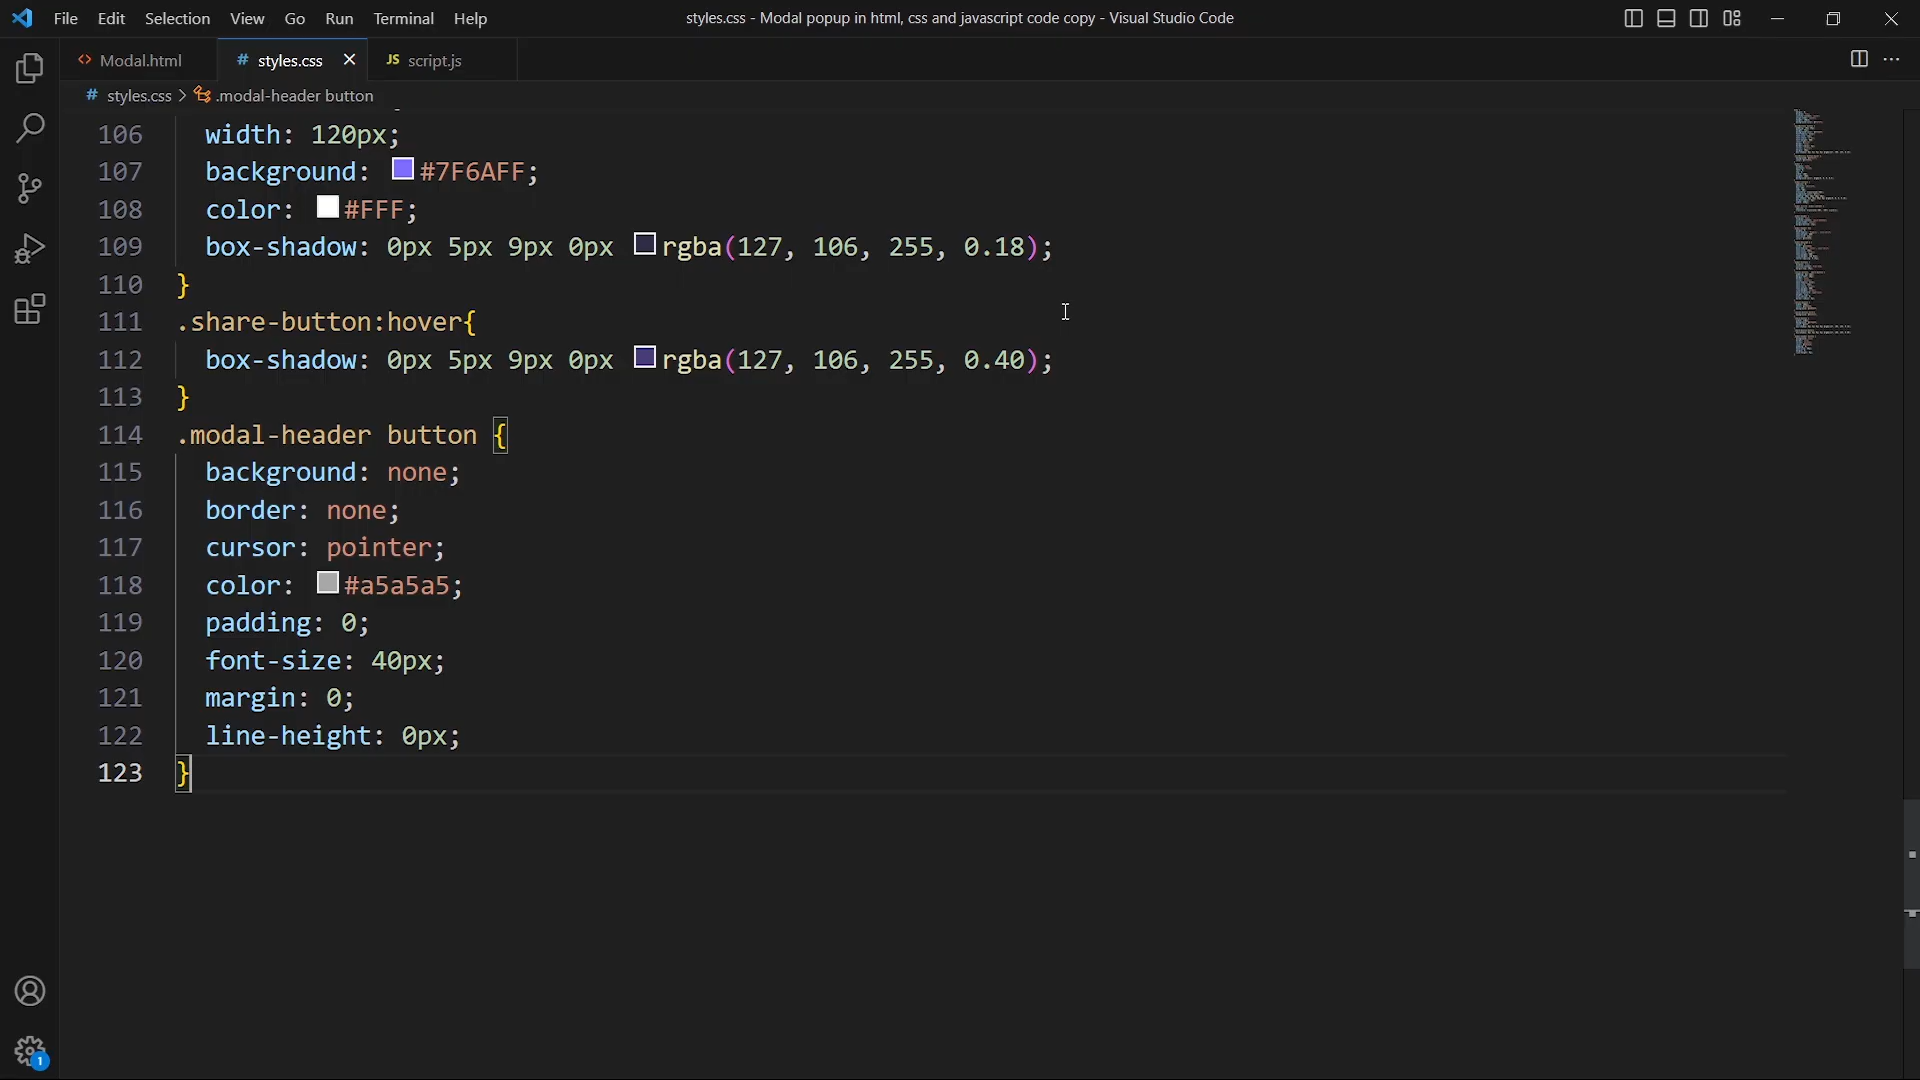 File Edit Selection View Go Run Terminal Help
styles.css - Modal popup in html, css and javascript code copy - Visual Studio Code
<> Modal.html
# styles.css
JS script.js
# styles.css > .modal-header button
106 width: 120px;
107 background: #7F6AFF;
108 color: #FFF;
109 box-shadow: 0px 5px 9px 0px rgba(127, 106, 255, 0.18);
110 }
111 .share-button:hover{
112 box-shadow: 0px 5px 9px 0px rgba(127, 106, 255, 0.40);
113 }
114 .modal-header button {
115 background: none;
116 border: none;
117 cursor: pointer;
118 color: #a5a5a5;
119 padding: 0;
120 font-size: 40px;
121 margin: 0;
122 line-height: 0px;
123 }
1